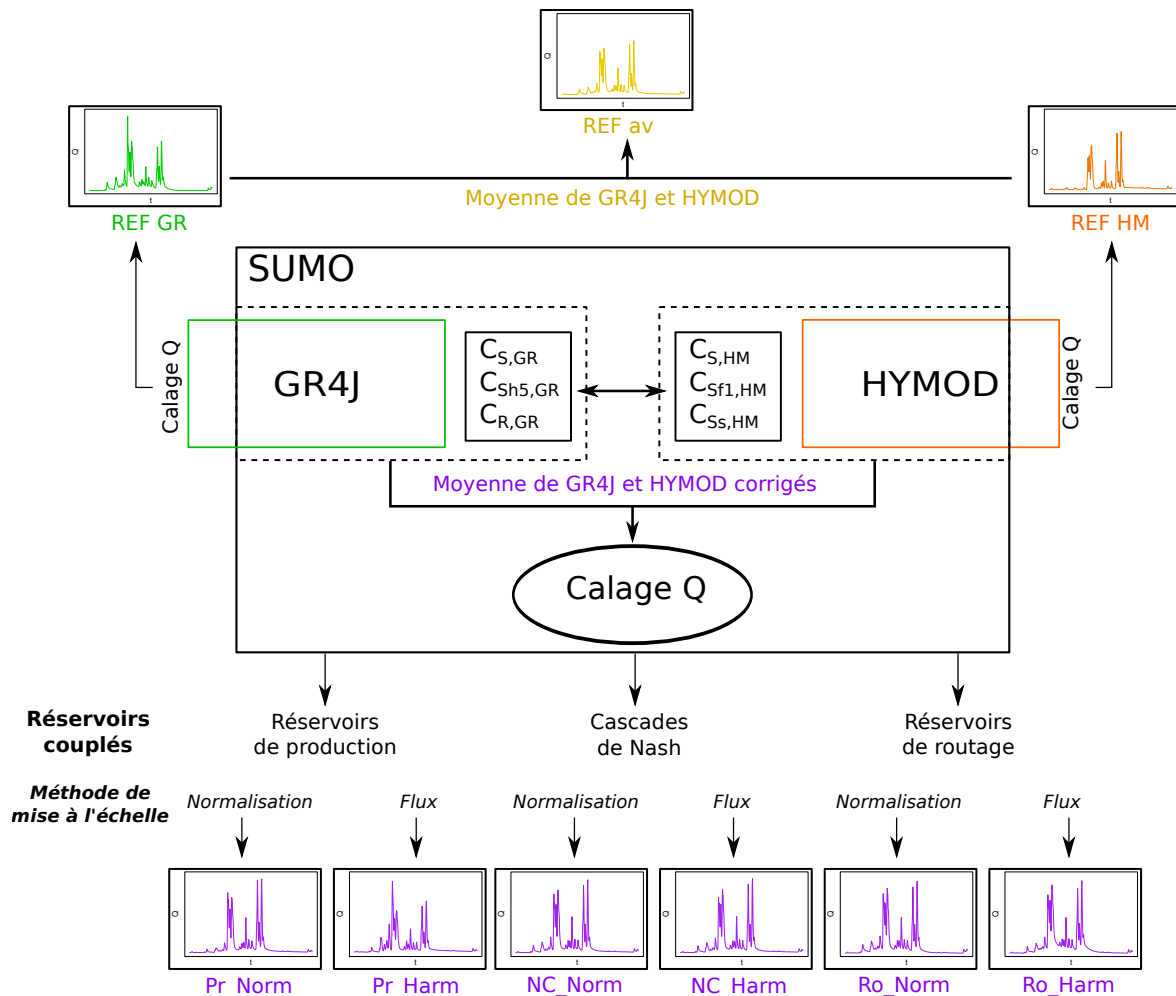 Q
t
REF av
Q
t
REF GR
Q
t
REF HM
Moyenne de GR4J et HYMOD
SUMO
Calage Q
GR4J
C_S,GR
C_Sh5,GR
C_R,GR
C_S,HM
C_Sf1,HM
C_Ss,HM
HYMOD
Calage Q
Moyenne de GR4J et HYMOD corrigés
Calage Q
Réservoirs
couplés
Réservoirs
de production
Cascades
de Nash
Réservoirs
de routage
Méthode de
mise à l'échelle
Normalisation
Flux
Normalisation
Flux
Normalisation
Flux
Q
t
Q
t
Q
t
Q
t
Q
t
Q
t
Pr_Norm
Pr_Harm
NC_Norm
NC_Harm
Ro_Norm
Ro_Harm